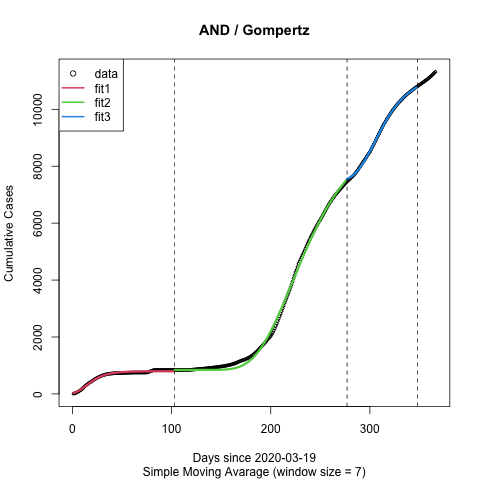 AND / Gompertz
data
fit1
fit2
fit3
Cumulative Cases
0
2000
4000
6000
8000
10000
0
100
200
300
Days since 2020-03-19
Simple Moving Avarage (window size = 7)